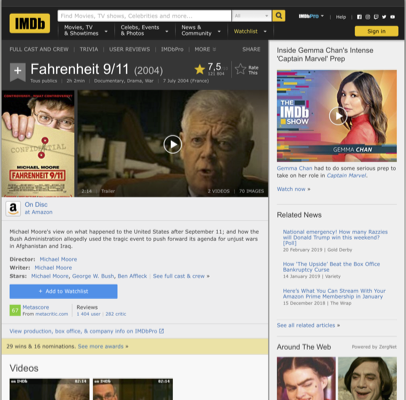 IMDb
Find Movies, TV shows, Celebrities and more...
All
IMDbPro
Help
Movies, TV & Showtimes
Celebs, Events & Photos
News & Community
Watchlist
Sign in
FULL CAST AND CREW | TRIVIA | USER REVIEWS | IMDbPro | MORE
SHARE
Fahrenheit 9/11 (2004)
Tous publics | 2h 2min | Documentary, Drama, War | 7 July 2004 (France)
7,5
Rate This
CONFIDENTIAL
MICHAEL MOORE
FAHRENHEIT 9/11
2:14 Trailer
2 VIDEOS | 70 IMAGES
On Disc
at Amazon
Michael Moore's view on what happened to the United States after September 11; and how the
Bush Administration allegedly used the tragic event to push forward its agenda for unjust wars
in Afghanistan and Iraq.
Director: Michael Moore
Writer: Michael Moore
Stars: Michael Moore, George W. Bush, Ben Affleck | See full cast & crew »
+ Add to Watchlist
67
Metascore
From metacritic.com
Reviews
1 404 user | 282 critic
View production, box office, & company info on IMDbPro
29 wins & 16 nominations. See more awards »
Videos
Inside Gemma Chan's Intense
'Captain Marvel' Prep
THE
IMDb
SHOW
GEMMA CHAN
Gemma Chan had to do some serious prep
to take on her role in Captain Marvel.
Watch now »
Related News
National emergency! How many Razzies
will Donald Trump win this weekend?
[Poll]
20 February 2019 | Gold Derby
How 'The Upside' Beat the Box Office
Bankruptcy Curse
14 January 2019 | Variety
Here's What You Can Stream With Your
Amazon Prime Membership in January
15 December 2018 | The Wrap
See all related articles »
Around The Web
Powered by ZergNet